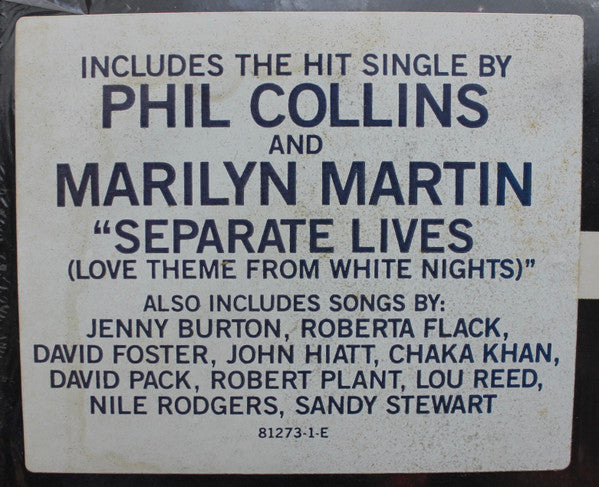 INCLUDES THE HIT SINGLE BY
PHIL COLLINS
AND
MARILYN MARTIN
“SEPARATE LIVES
(LOVE THEME FROM WHITE NIGHTS)”
ALSO INCLUDES SONGS BY:
JENNY BURTON, ROBERTA FLACK,
DAVID FOSTER, JOHN HIATT, CHAKA KHAN,
DAVID PACK, ROBERT PLANT, LOU REED,
NILE RODGERS, SANDY STEWART
81273-1-E